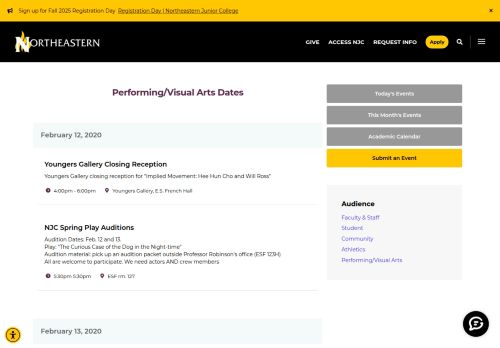 Sign up for Fall 2025 Registration Day Registration Day | Northeastern Junior College ×
NORTHEASTERN
GIVE ACCESS NJC REQUEST INFO Apply
Performing/Visual Arts Dates
February 12, 2020
Youngers Gallery Closing Reception
Youngers Gallery closing reception for "Implied Movement: Hee Hun Cho and Will Ross"
4:00pm - 6:00pm Youngers Gallery, E.S. French Hall
NJC Spring Play Auditions
Audition Dates: Feb. 12 and 13.
Play: "The Curious Case of the Dog in the Night-time"
Audition material: pick up an audition packet outside Professor Robinson's office (ESF 123H)
All are welcome to participate. We need actors AND crew members
5:30pm 5:30pm ESF rm. 127
February 13, 2020
Today's Events
This Month's Events
Academic Calendar
Submit an Event
Audience
Faculty & Staff
Student
Community
Athletics
Performing/Visual Arts